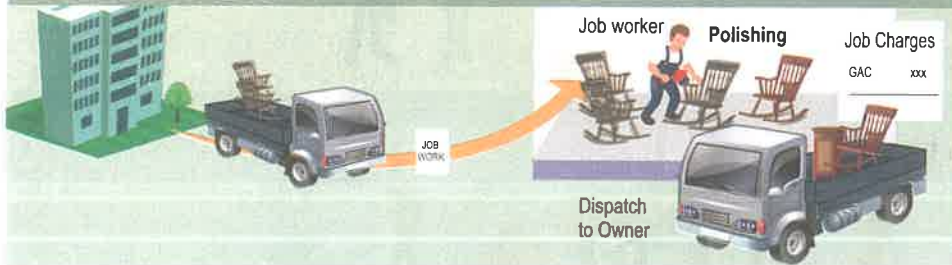 Job worker
Polishing
Job Charges
GAC xxx
JOB
WORK
Dispatch
to Owner